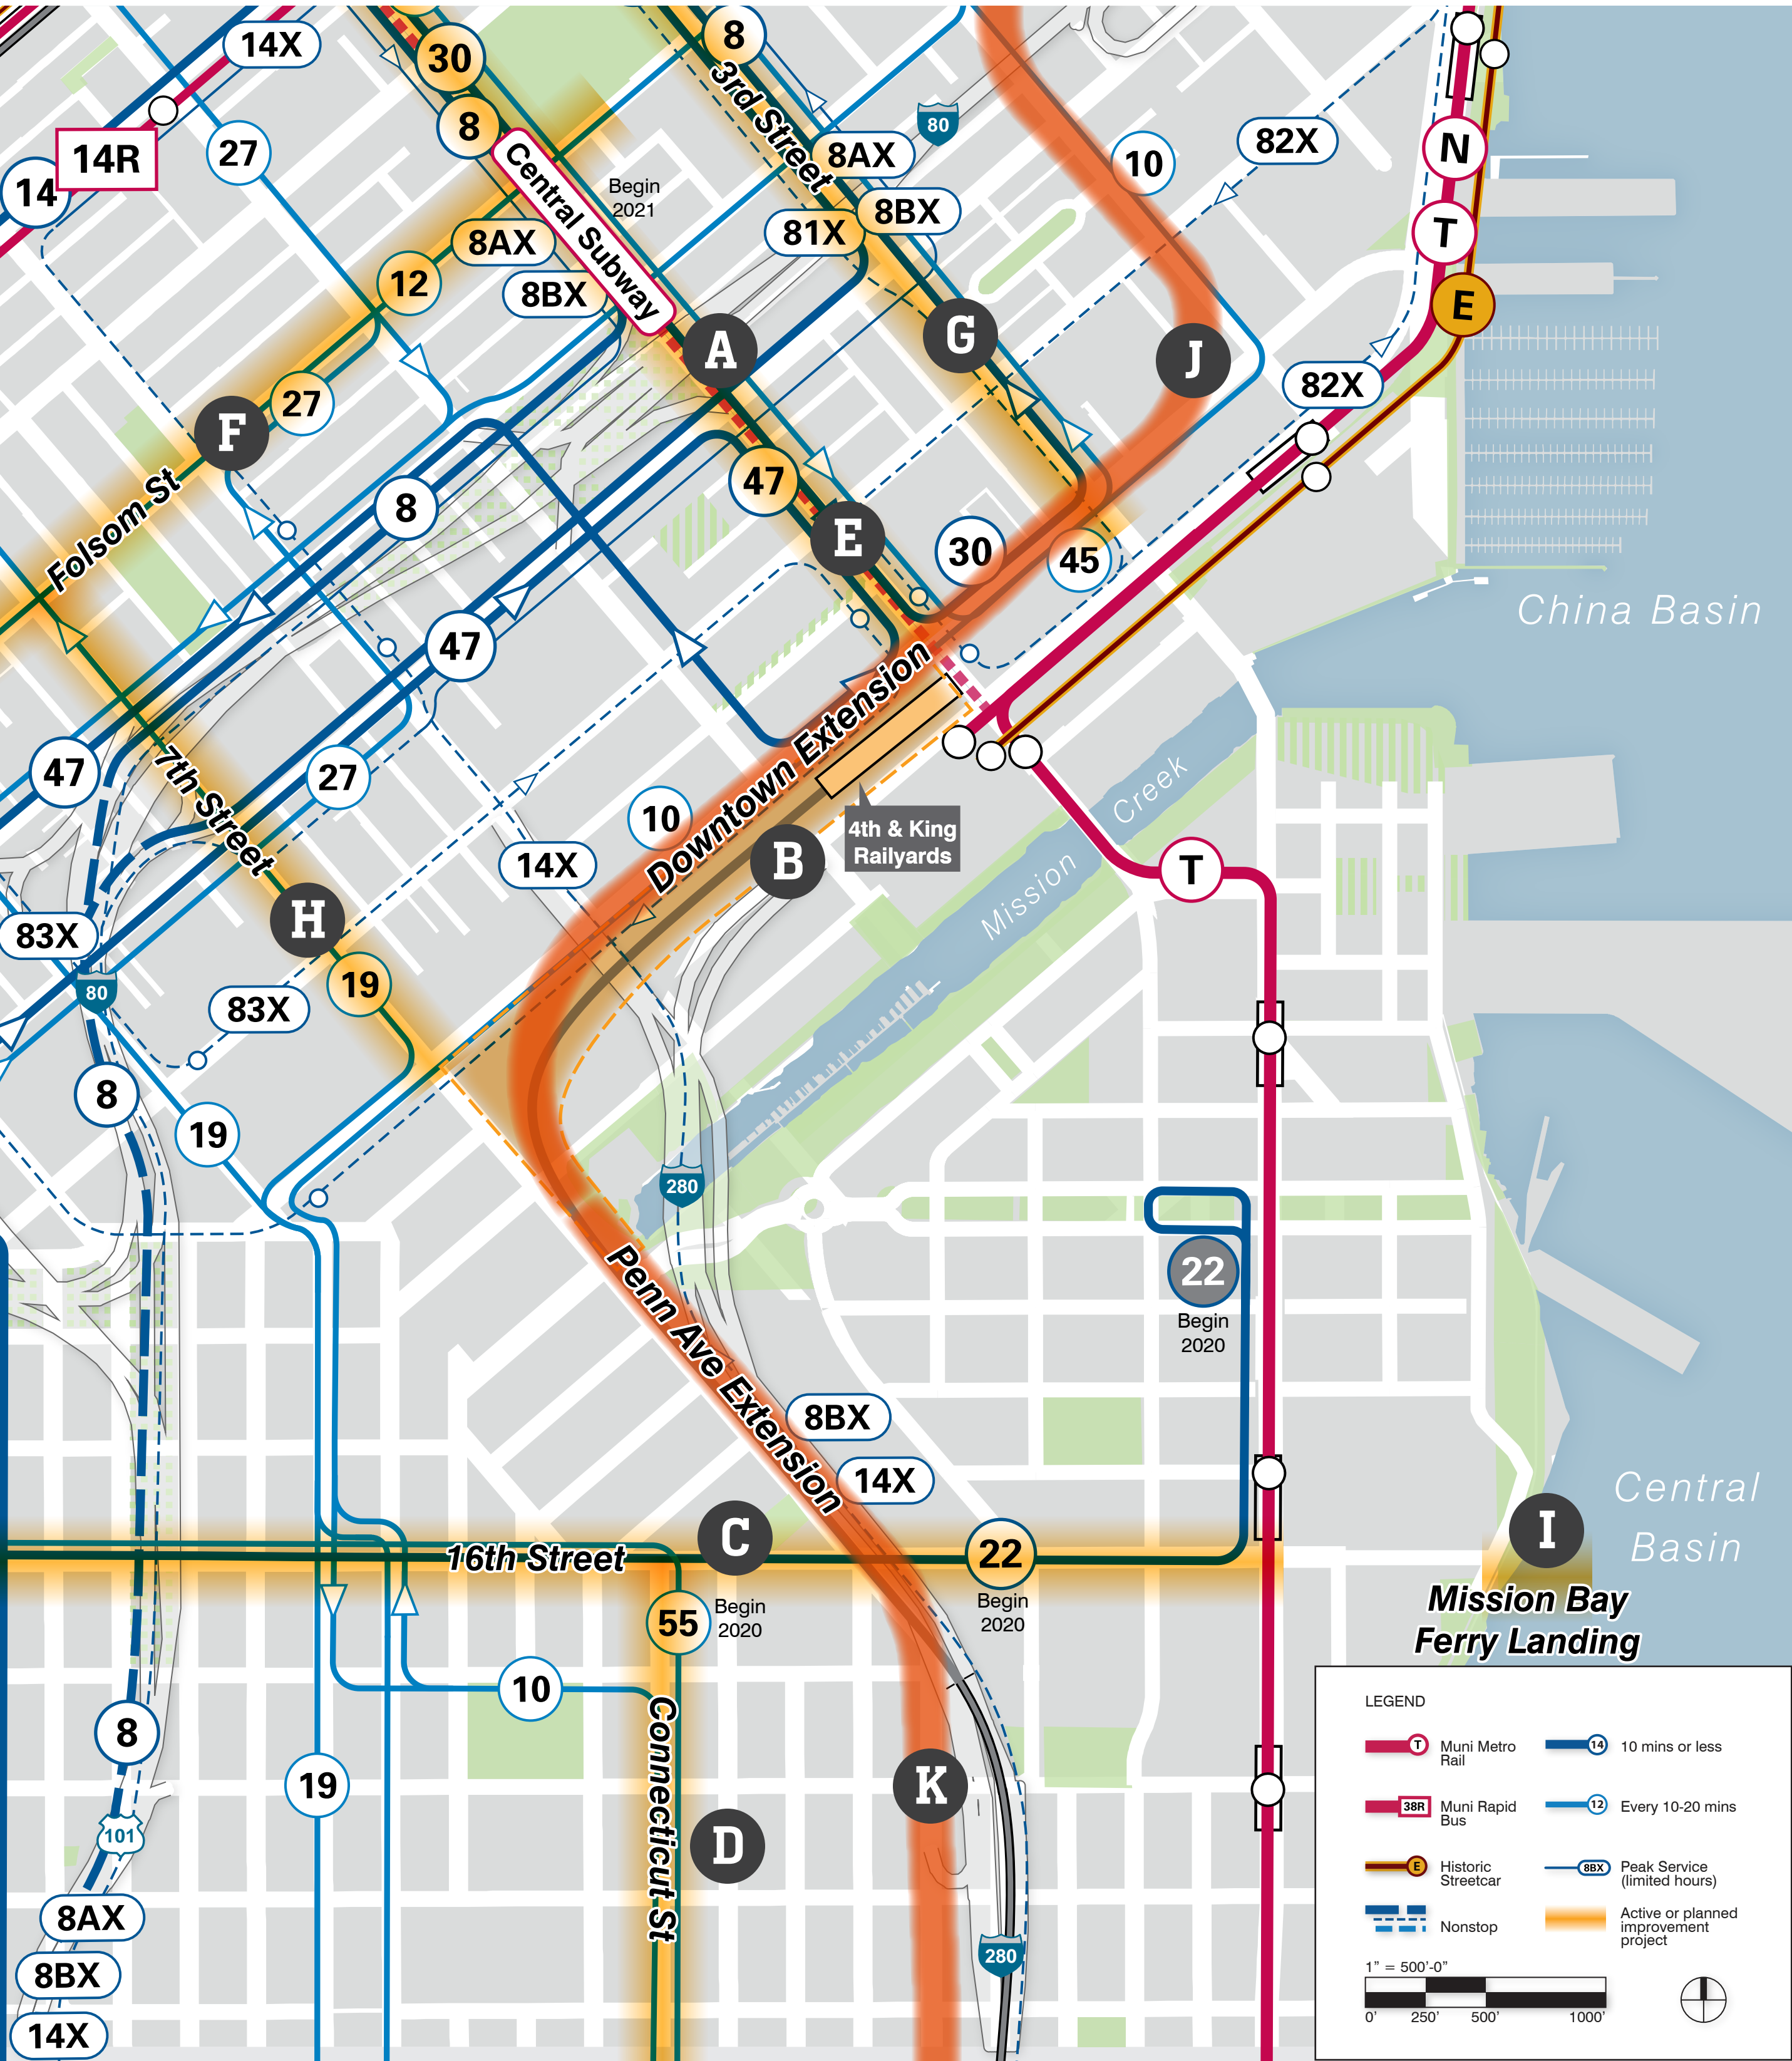 14X
30
8
3rd Street
80
10
82X
N
8
27
14R
14
Central Subway
Begin
2021
8AX
8BX
81X
T
8AX
12
8BX
E
A
G
J
82X
27
F
47
8
E
30
45
Folsom St
China Basin
47
7th Street
47
27
Downtown Extension
10
4th & King
Railyards
B
14X
Creek
Mission
T
H
83X
19
80
83X
8
19
280
22
Begin
2020
Penn Ave Extension
8BX
14X
C
16th Street
22
Begin
2020
55
Begin
2020
Central
Basin
I
Mission Bay
Ferry Landing
10
8
19
Connecticut St
K
D
101
8AX
8BX
14X
280
LEGEND
T
Muni Metro
Rail
14
10 mins or less
38R
Muni Rapid
Bus
12
Every 10-20 mins
E
Historic
Streetcar
8BX
Peak Service
(limited hours)
Nonstop
Active or planned
improvement
project
1” = 500’-0”
0’
250’
500’
1000’